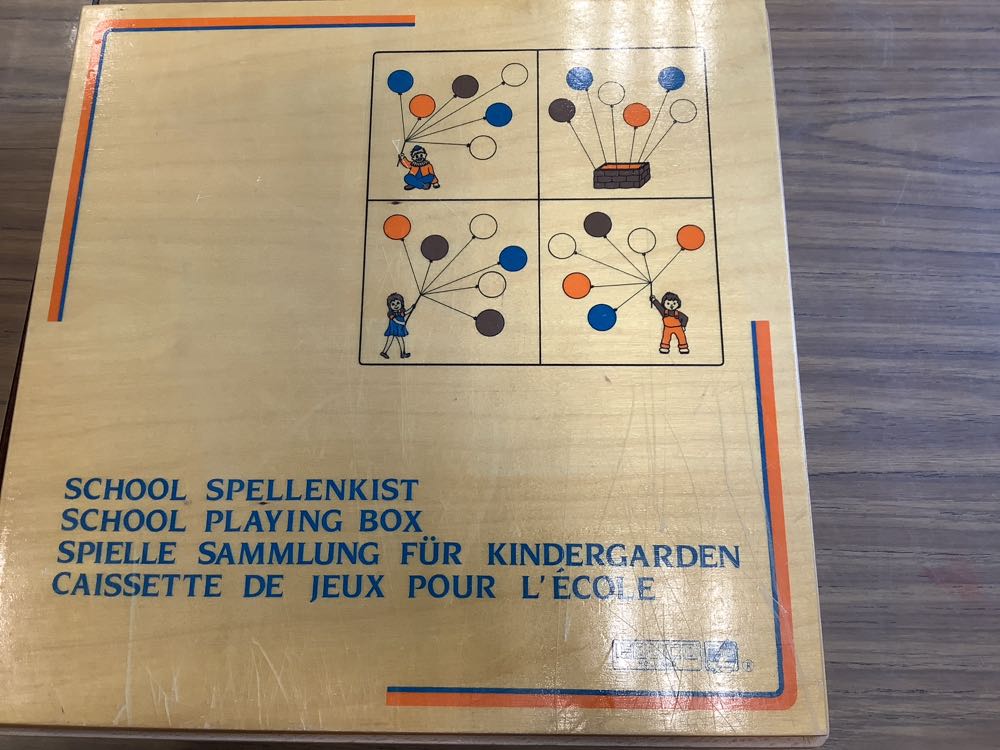 SCHOOL SPELLENKIST
SCHOOL PLAYING BOX
SPIELLE SAMMLUNG FÜR KINDERGARDEN
CAISSETTE DE JEUX POUR L'ÉCOLE
®